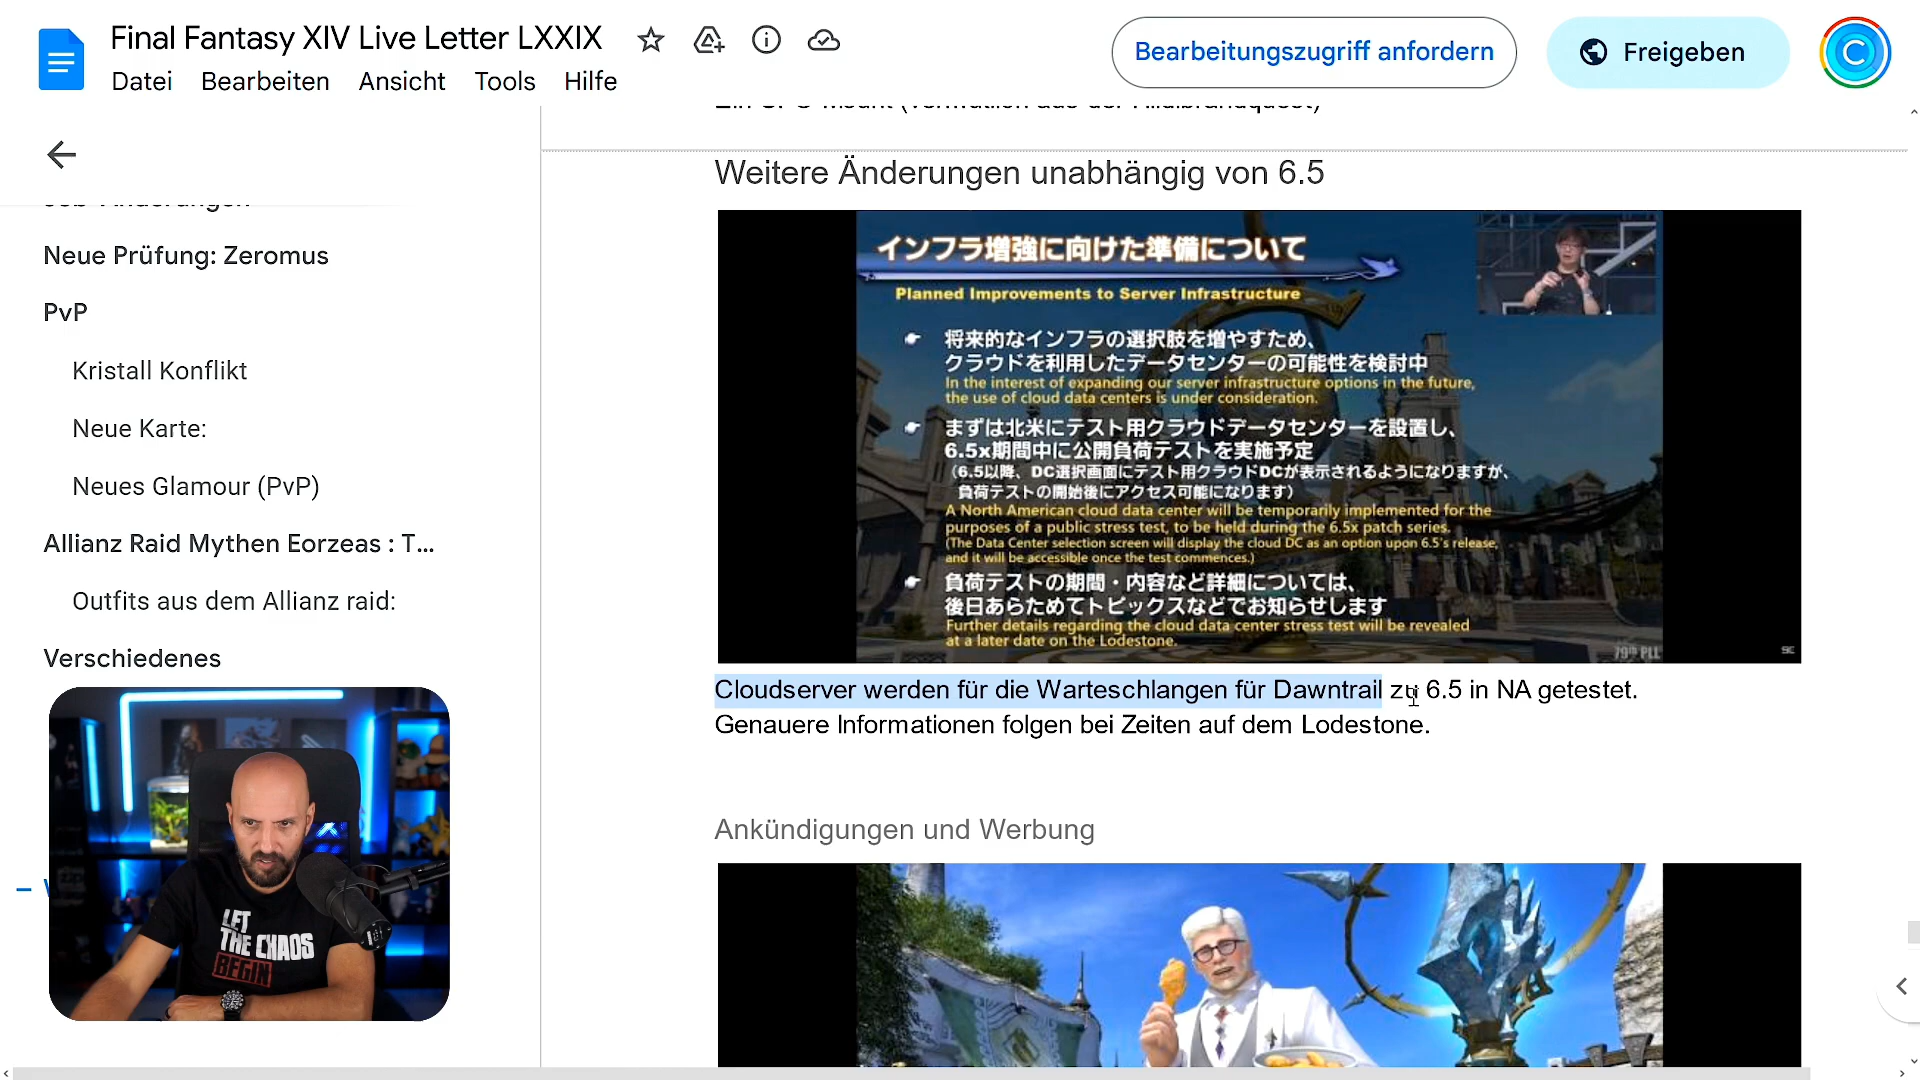 Final Fantasy XIV Live Letter LXXIX
Datei Bearbeiten Ansicht Tools Hilfe
Bearbeitungszugriff anfordern
Freigeben
C
Neue Prüfung: Zeromus
PvP
Kristall Konflikt
Neue Karte:
Neues Glamour (PvP)
Allianz Raid Mythen Eorzeas : T...
Outfits aus dem Allianz raid:
Verschiedenes
LET
THE CHAOS
BEGIN
Weitere Änderungen unabhängig von 6.5
インフラ増強に向けた準備について
Planned Improvements to Server Infrastructure
将来的なインフラの選択肢を増やすため、
クラウドを利用したデータセンターの可能性を検討中
In the interest of expanding our server infrastructure options in the future,
the use of cloud data centers is under consideration.
まずは北米にテスト用クラウドデータセンターを設置し、
6.5x期間中に公開負荷テストを実施予定
（6.5以降、DC選択画面にテスト用クラウドDCが表示されるようになりますが、
負荷テストの開始後にアクセス可能になります）
A North American cloud data center will be temporarily implemented for the
purposes of a public stress test, to be held during the 6.5x patch series.
(The Data Center selection screen will display the cloud DC as an option upon 6.5's release,
and it will be accessible once the test commences.)
負荷テストの期間・内容など詳細については、
後日あらためてトピックスなどでお知らせします
Further details regarding the cloud data center stress test will be revealed
at a later date on the Lodestone.
79th PLL
Cloudserver werden für die Warteschlangen für Dawntrail zu 6.5 in NA getestet.
Genauere Informationen folgen bei Zeiten auf dem Lodestone.
Ankündigungen und Werbung